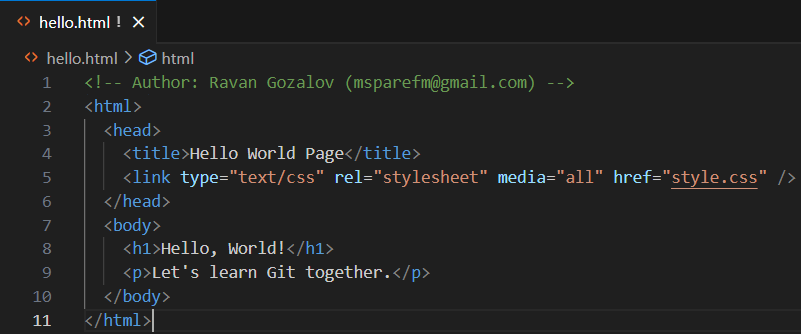 hello.html !
hello.html > html
1 <!-- Author: Ravan Gozalov (msparefm@gmail.com) -->
2 <html>
3   <head>
4     <title>Hello World Page</title>
5     <link type="text/css" rel="stylesheet" media="all" href="style.css" />
6   </head>
7   <body>
8     <h1>Hello, World!</h1>
9     <p>Let's learn Git together.</p>
10   </body>
11 </html>